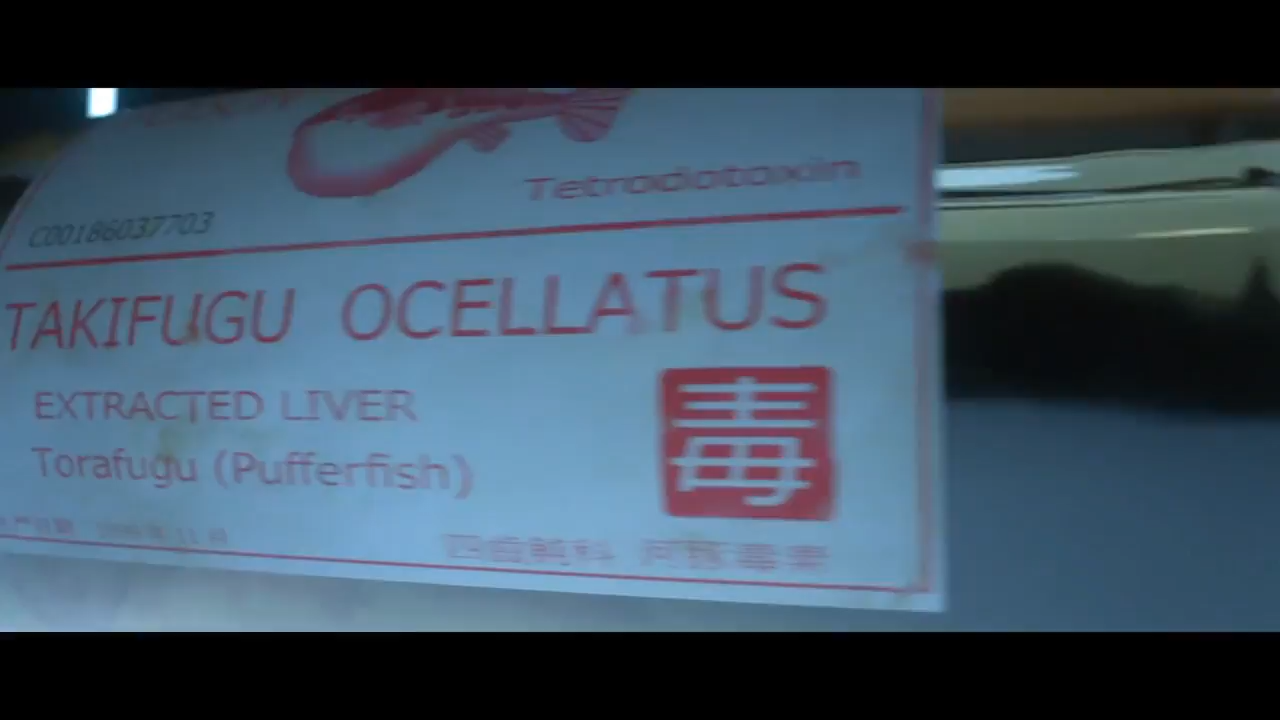 Tetrodotoxin
C00186037703
TAKIFUGU OCELLATUS
EXTRACTED LIVER
毒
Torafugu (Pufferfish)